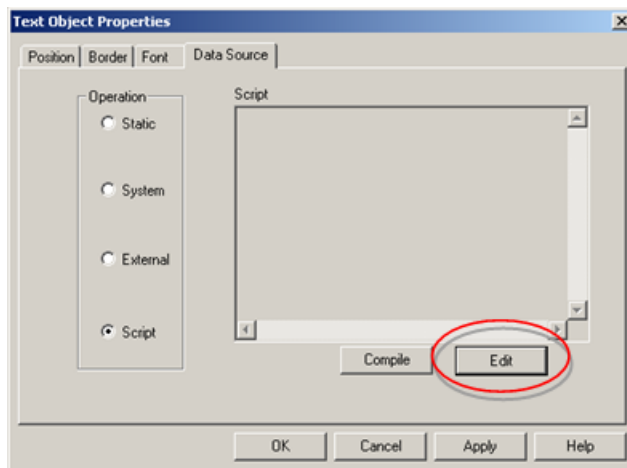 Text Object Properties
Position Border Font Data Source
Operation
Script
Static
System
External
Script
Compile Edit
OK Cancel Apply Help